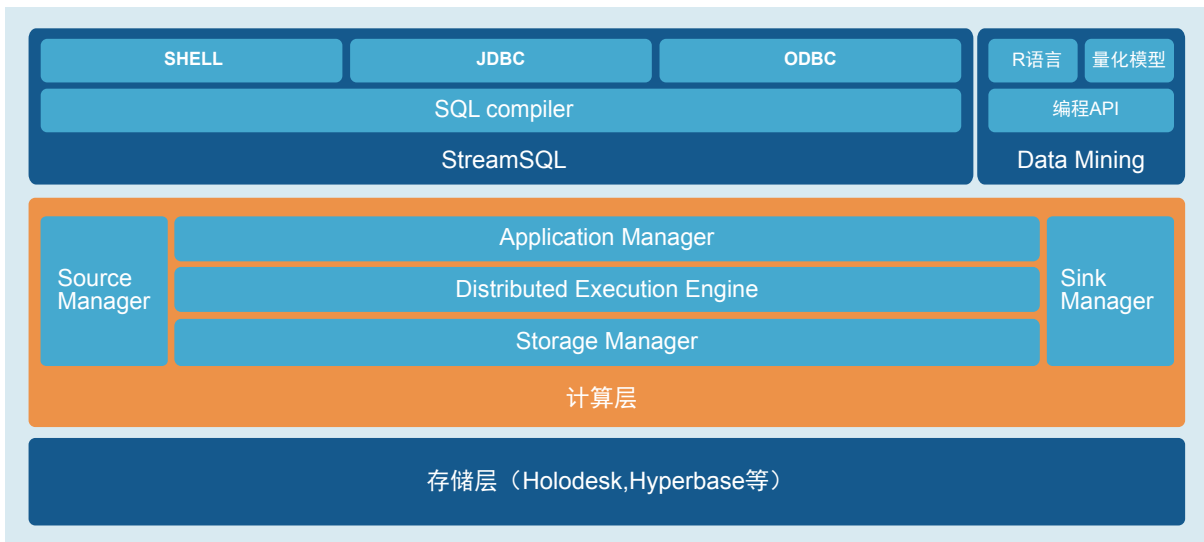 SHELL
JDBC
ODBC
SQL compiler
StreamSQL
R语言
量化模型
编程API
Data Mining
Source
Manager
Application Manager
Distributed Execution Engine
Storage Manager
Sink
Manager
计算层
存储层（Holodesk,Hyperbase等）